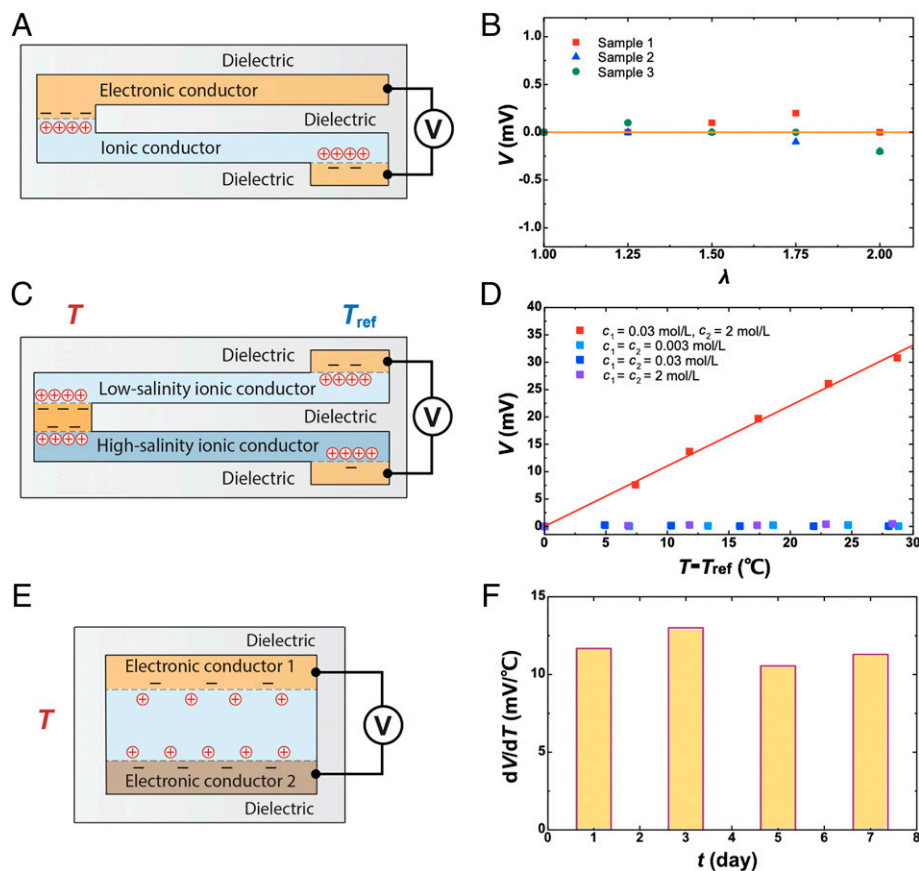 A
Dielectric
Electronic conductor
Dielectric
Ionic conductor
Dielectric
V
B
Sample 1
Sample 2
Sample 3
V (mV)
1.0
0.5
0.0
-0.5
-1.0
1.00 1.25 1.50 1.75 2.00
λ
C
T
Tref
Dielectric
Low-salinity ionic conductor
Dielectric
High-salinity ionic conductor
Dielectric
V
D
c1 = 0.03 mol/L, c2 = 2 mol/L
c1 = c2 = 0.003 mol/L
c1 = c2 = 0.03 mol/L
c1 = c2 = 2 mol/L
V (mV)
40
35
30
25
20
15
10
5
0
0 5 10 15 20 25 30
T-Tref (℃)
E
T
Dielectric
Electronic conductor 1
V
Electronic conductor 2
Dielectric
F
dV/dT (mV/℃)
15
10
5
0
0 1 2 3 4 5 6 7 8
t (day)